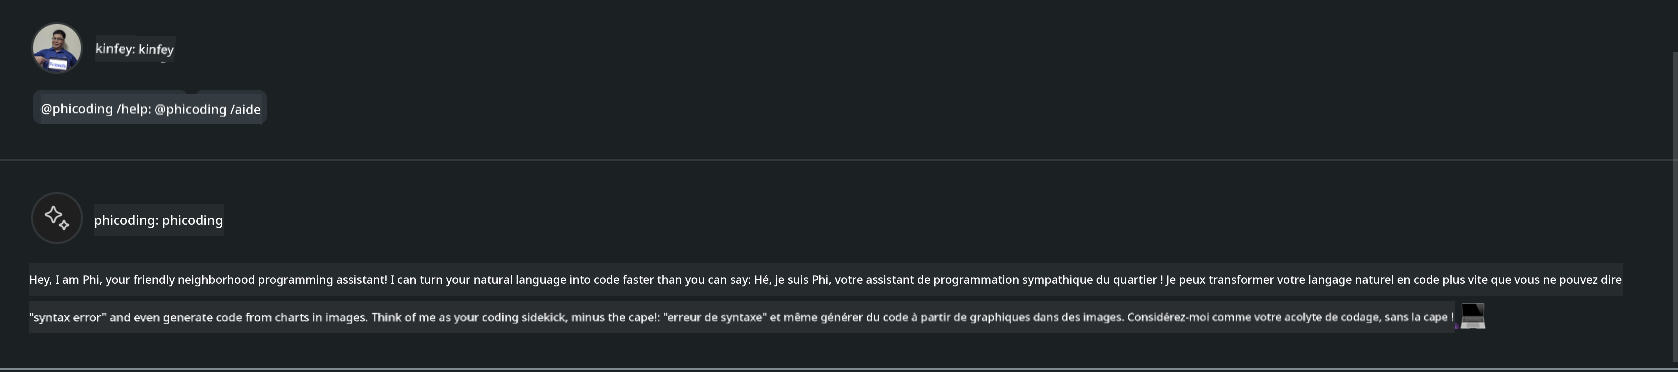 kinfey: kinfey
@phicoding /help: @phicoding /aide
phicoding: phicoding
Hey, I am Phi, your friendly neighborhood programming assistant! I can turn your natural language into code faster than you can say: Hé, je suis Phi, votre assistant de programmation sympathique du quartier ! Je peux transformer votre langage naturel en code plus vite que vous ne pouvez dire
"syntax error" and even generate code from charts in images. Think of me as your coding sidekick, minus the cape!: "erreur de syntaxe" et même générer du code à partir de graphiques dans des images. Considérez-moi comme votre acolyte de codage, sans la cape !